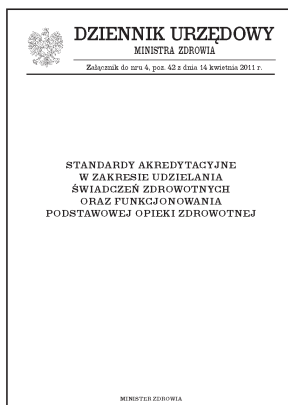 DZIENNIK URZĘDOWY
MINISTRA ZDROWIA
Załącznik do nru 4, poz. 42 z dnia 14 kwietnia 2011 r.
STANDARDY AKREDYTACYJNE
W ZAKRESIE UDZIELANIA
ŚWIADCZEŃ ZDROWOTNYCH
ORAZ FUNKCJONOWANIA
PODSTAWOWEJ OPIEKI ZDROWOTNEJ
MINISTER ZDROWIA